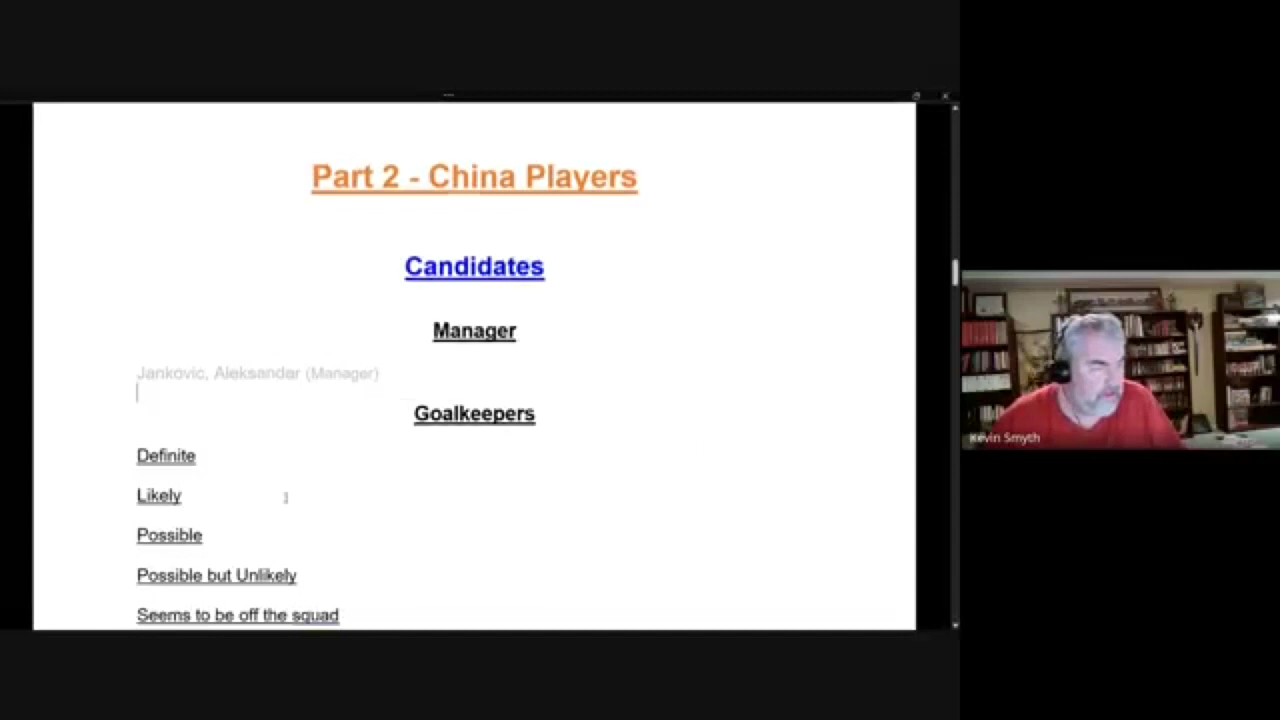 Part 2 - China Players
Candidates
Manager
Jankovic, Aleksandar (Manager)
Goalkeepers
Definite
Likely
Possible
Possible but Unlikely
Seems to be off the squad
Kevin Smyth